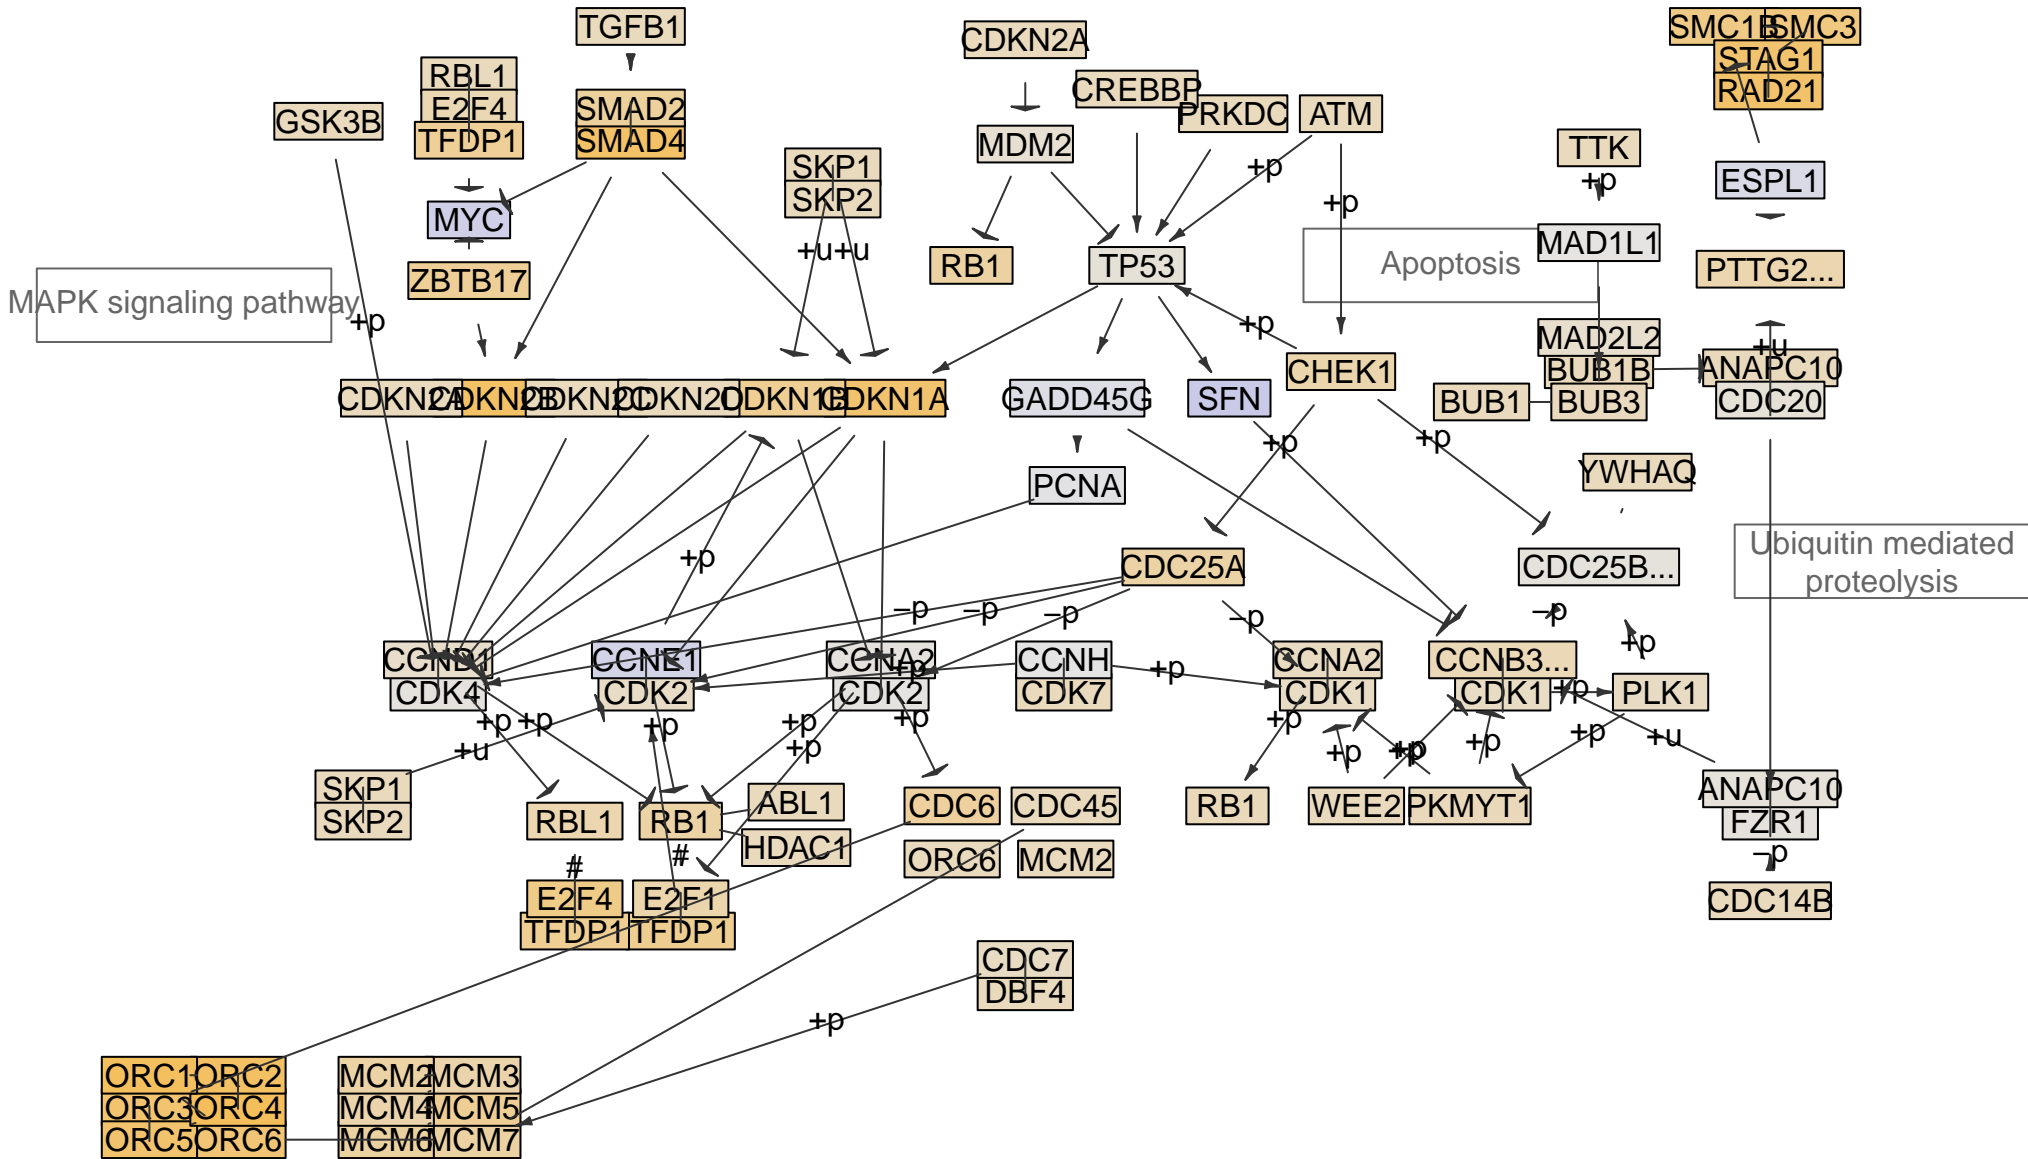 TGFB1
CDKN2A
SMC1B
SMC3
STAG1
RAD21
RBL1
E2F4
TFDP1
GSK3B
SMAD2
SMAD4
CREBBP
PRKDC
ATM
MDM2
SKP1
SKP2
TTK
+p
ESPL1
+p
+p
MYC
+u
+u
RB1
TP53
Apoptosis
MAD1L1
PTTG2...
ZBTB17
MAPK signaling pathway
+p
+p
MAD2L2
BUB1B
BUB3
BUB1
+u
ANAPC10
CDC20
CHEK1
CDKN2A
CDKN2B
CDKN2C
CDKN2D
CDKN1B
CDKN1A
GADD45G
SFN
+p
+p
YWHAQ
PCNA
+p
CDC25A
CDC25B...
Ubiquitin mediated
proteolysis
–p
–p
–p
–p
–p
+p
CCND1
CDK4
CCNE1
CDK2
CCNA2
CDK2
+p
CCNH
CDK7
+p
CCNA2
CDK1
CCNB3...
CDK1
+p
PLK1
+p
+p
+u
+p
+p
+p
+p
+p
+p
+p
+p
+p
+p
+u
SKP1
SKP2
RBL1
RB1
ABL1
HDAC1
CDC6
CDC45
ORC6
MCM2
RB1
WEE2
PKMYT1
ANAPC10
FZR1
–p
CDC14B
#
#
E2F4
TFDP1
E2F1
TFDP1
CDC7
DBF4
+p
ORC1
ORC2
ORC3
ORC4
ORC5
ORC6
MCM2
MCM3
MCM4
MCM5
MCM6
MCM7